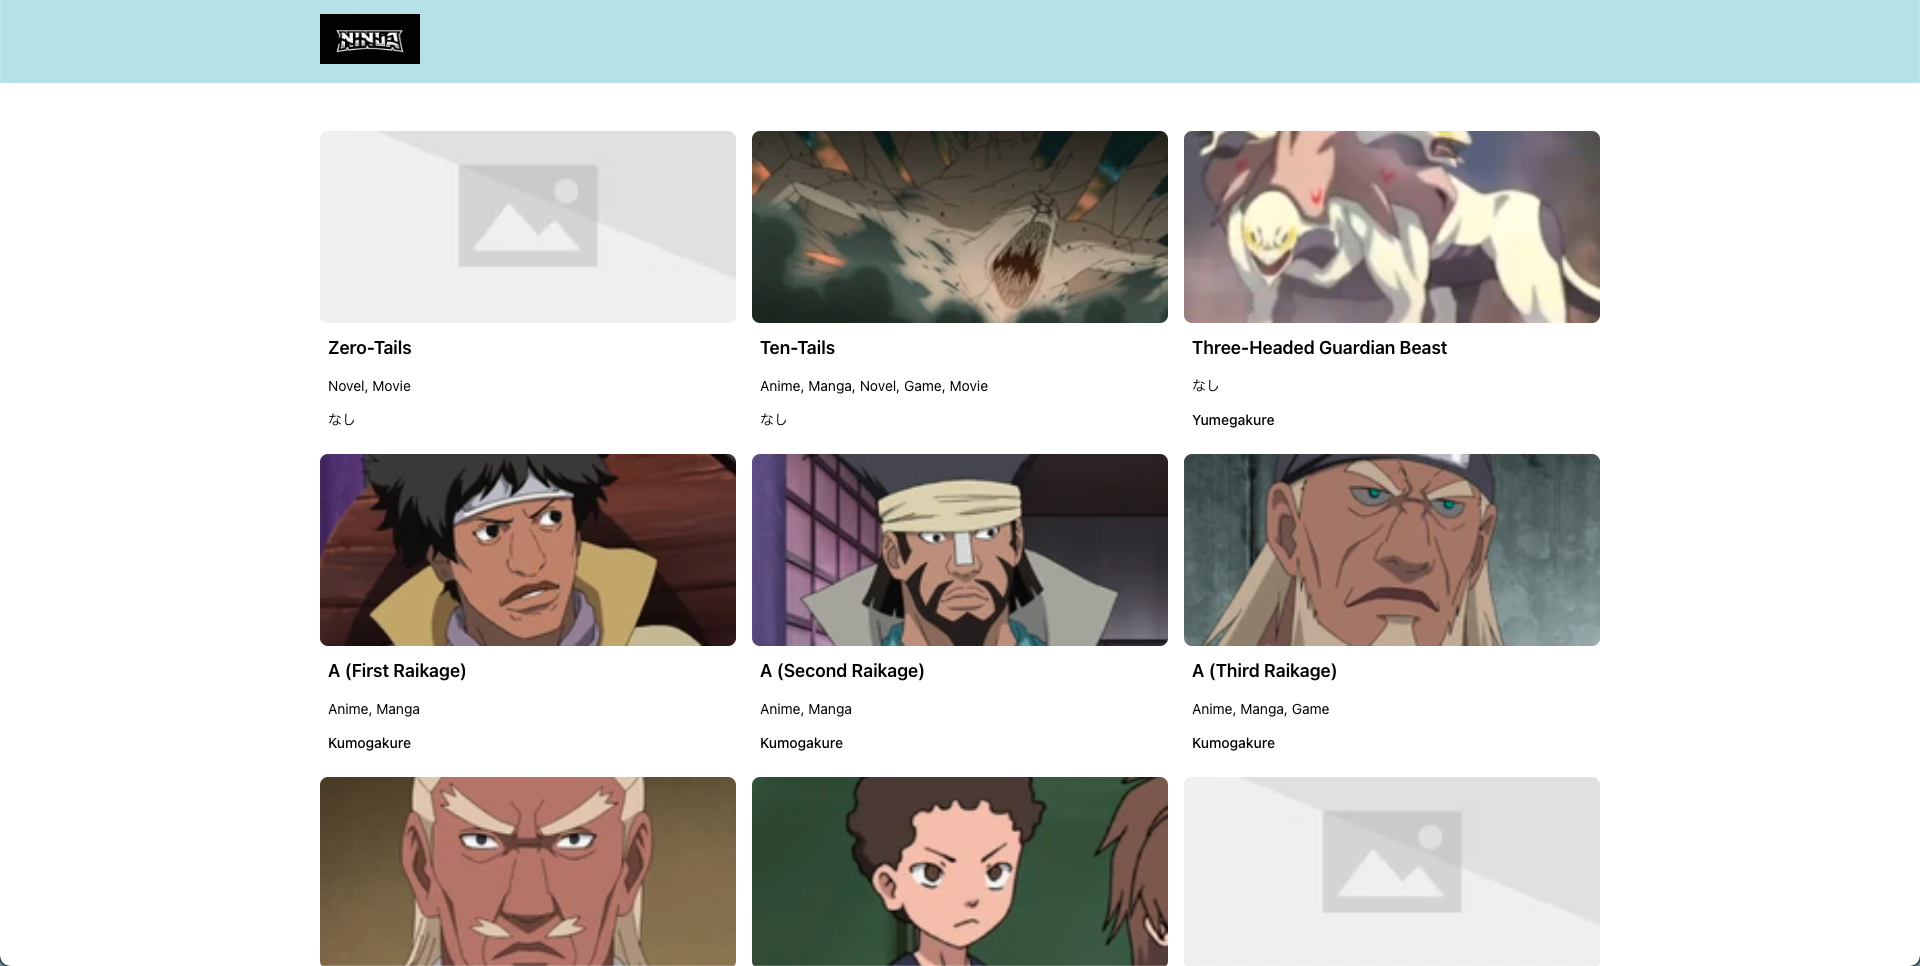 NINJA
Zero-Tails
Novel, Movie
なし
Ten-Tails
Anime, Manga, Novel, Game, Movie
なし
Three-Headed Guardian Beast
なし
Yumegakure
A (First Raikage)
Anime, Manga
Kumogakure
A (Second Raikage)
Anime, Manga
Kumogakure
A (Third Raikage)
Anime, Manga, Game
Kumogakure